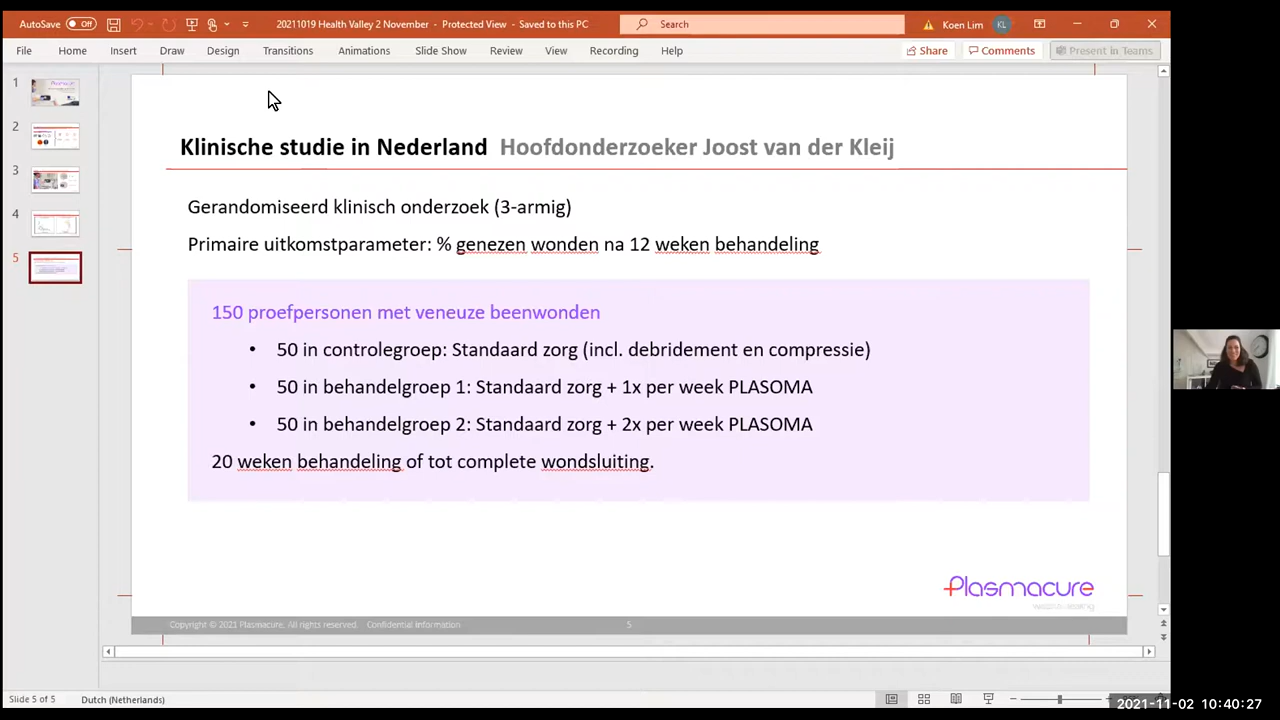 AutoSave Off
20211019 Health Valley 2 November - Protected View - Saved to this PC
Search
Koen Lim KL
File Home Insert Draw Design Transitions Animations Slide Show Review View Recording Help
Share Comments Present in Teams
1
2
3
4
5
Klinische studie in Nederland Hoofdonderzoeker Joost van der Kleij
Gerandomiseerd klinisch onderzoek (3-armig)
Primaire uitkomstparameter: % genezen wonden na 12 weken behandeling
150 proefpersonen met veneuze beenwonden
• 50 in controlegroep: Standaard zorg (incl. debridement en compressie)
• 50 in behandelgroep 1: Standaard zorg + 1x per week PLASOMA
• 50 in behandelgroep 2: Standaard zorg + 2x per week PLASOMA
20 weken behandeling of tot complete wondsluiting.
Plasmacure
Copyright © 2021 Plasmacure. All rights reserved. Confidential Information
5
Slide 5 of 5 Dutch (Netherlands)
2021-11-02 10:40:27